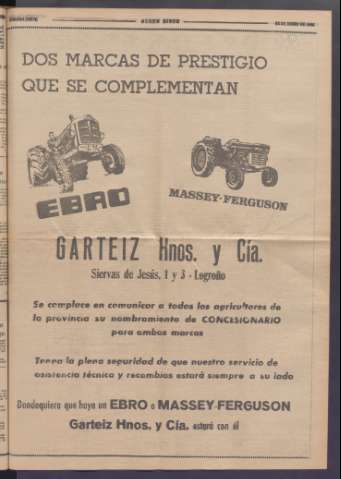 NUEVA RIOJA
DOS MARCAS DE PRESTIGIO
QUE SE COMPLEMENTAN
EBRO
MASSEY-FERGUSON
GARTEIZ Hnos. y Cía.
Siervas de Jesús, 1 y 3 - Logroño
Se complace en comunicar a todos los agricultores de
la provincia su nombramiento de CONCESIONARIO
para ambas marcas
Tenga la plena seguridad de que nuestro servicio de
asistencia técnica y recambios estará siempre a su lado
Dondequiera que haya un EBRO o MASSEY-FERGUSON
Garteiz Hnos. y Cía. estará con él